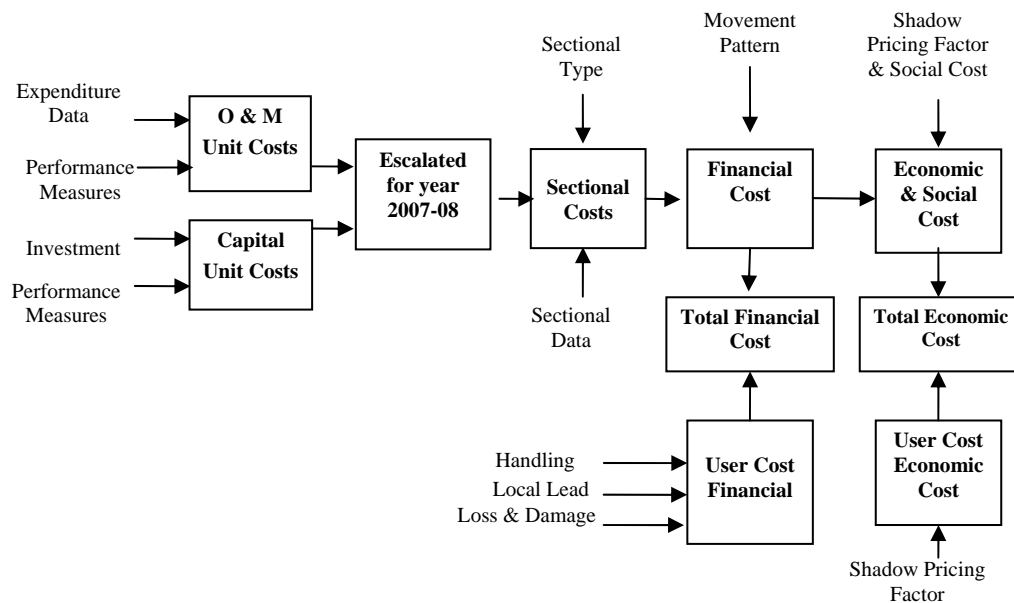 Movement
Pattern
Shadow
Pricing Factor
& Social Cost
Sectional
Type
Expenditure
Data
O & M
Unit Costs
Performance
Measures
Escalated
for year
2007-08
Sectional
Costs
Financial
Cost
Economic
& Social
Cost
Investment
Capital
Unit Costs
Performance
Measures
Sectional
Data
Total Financial
Cost
Total Economic
Cost
Handling
Local Lead
Loss & Damage
User Cost
Financial
User Cost
Economic
Cost
Shadow Pricing
Factor